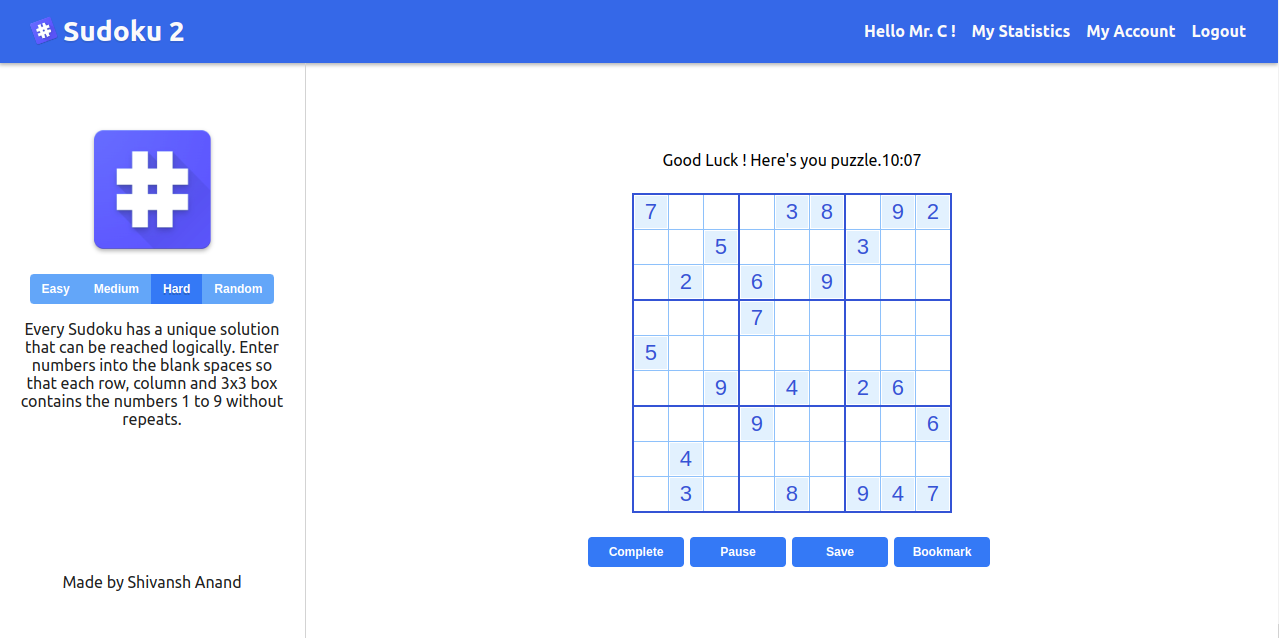 # Sudoku 2
Hello Mr. C ! My Statistics My Account Logout
#
Easy Medium Hard Random
Every Sudoku has a unique solution
that can be reached logically. Enter
numbers into the blank spaces so
that each row, column and 3x3 box
contains the numbers 1 to 9 without
repeats.
Made by Shivansh Anand
Good Luck ! Here's you puzzle.10:07
7 3 8 9 2
5 3
2 6 9
7
5
9 4 2 6
9 6
4
3 8 9 4 7
Complete Pause Save Bookmark